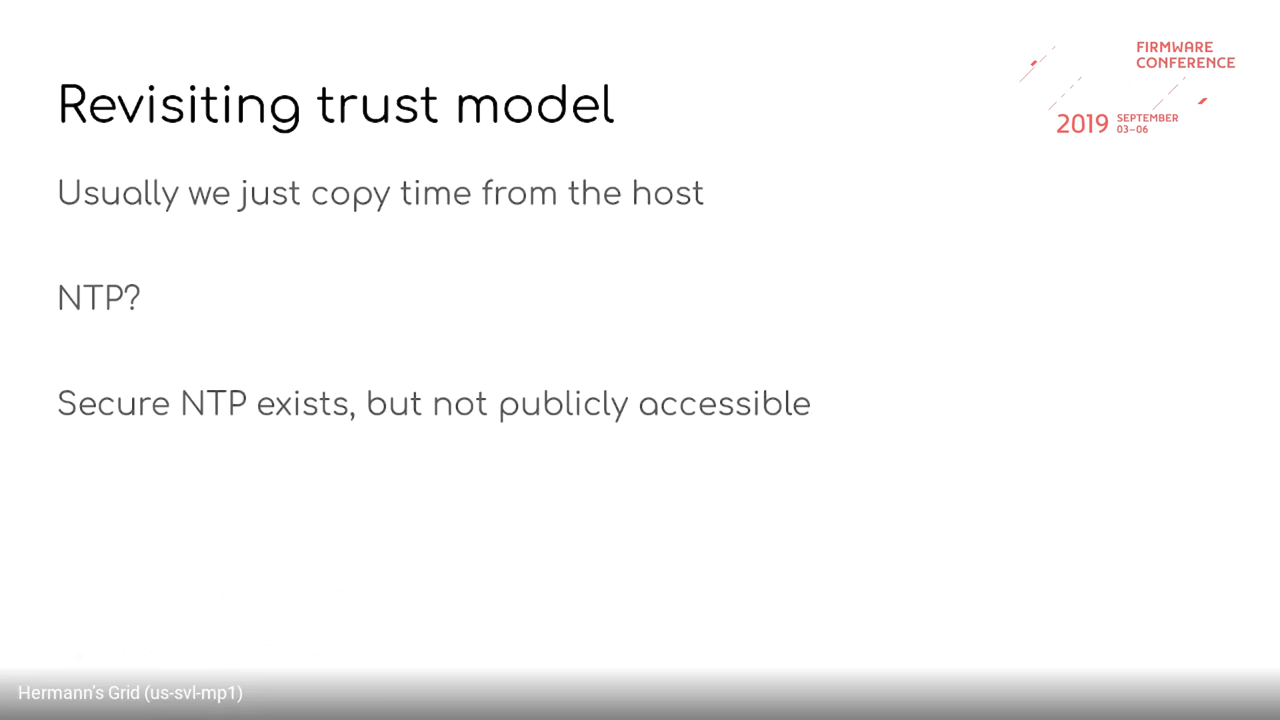 FIRMWARE
CONFERENCE
Revisiting trust model
2019 SEPTEMBER
03–06
Usually we just copy time from the host
NTP?
Secure NTP exists, but not publicly accessible
Hermann's Grid (us-svl-mp1)